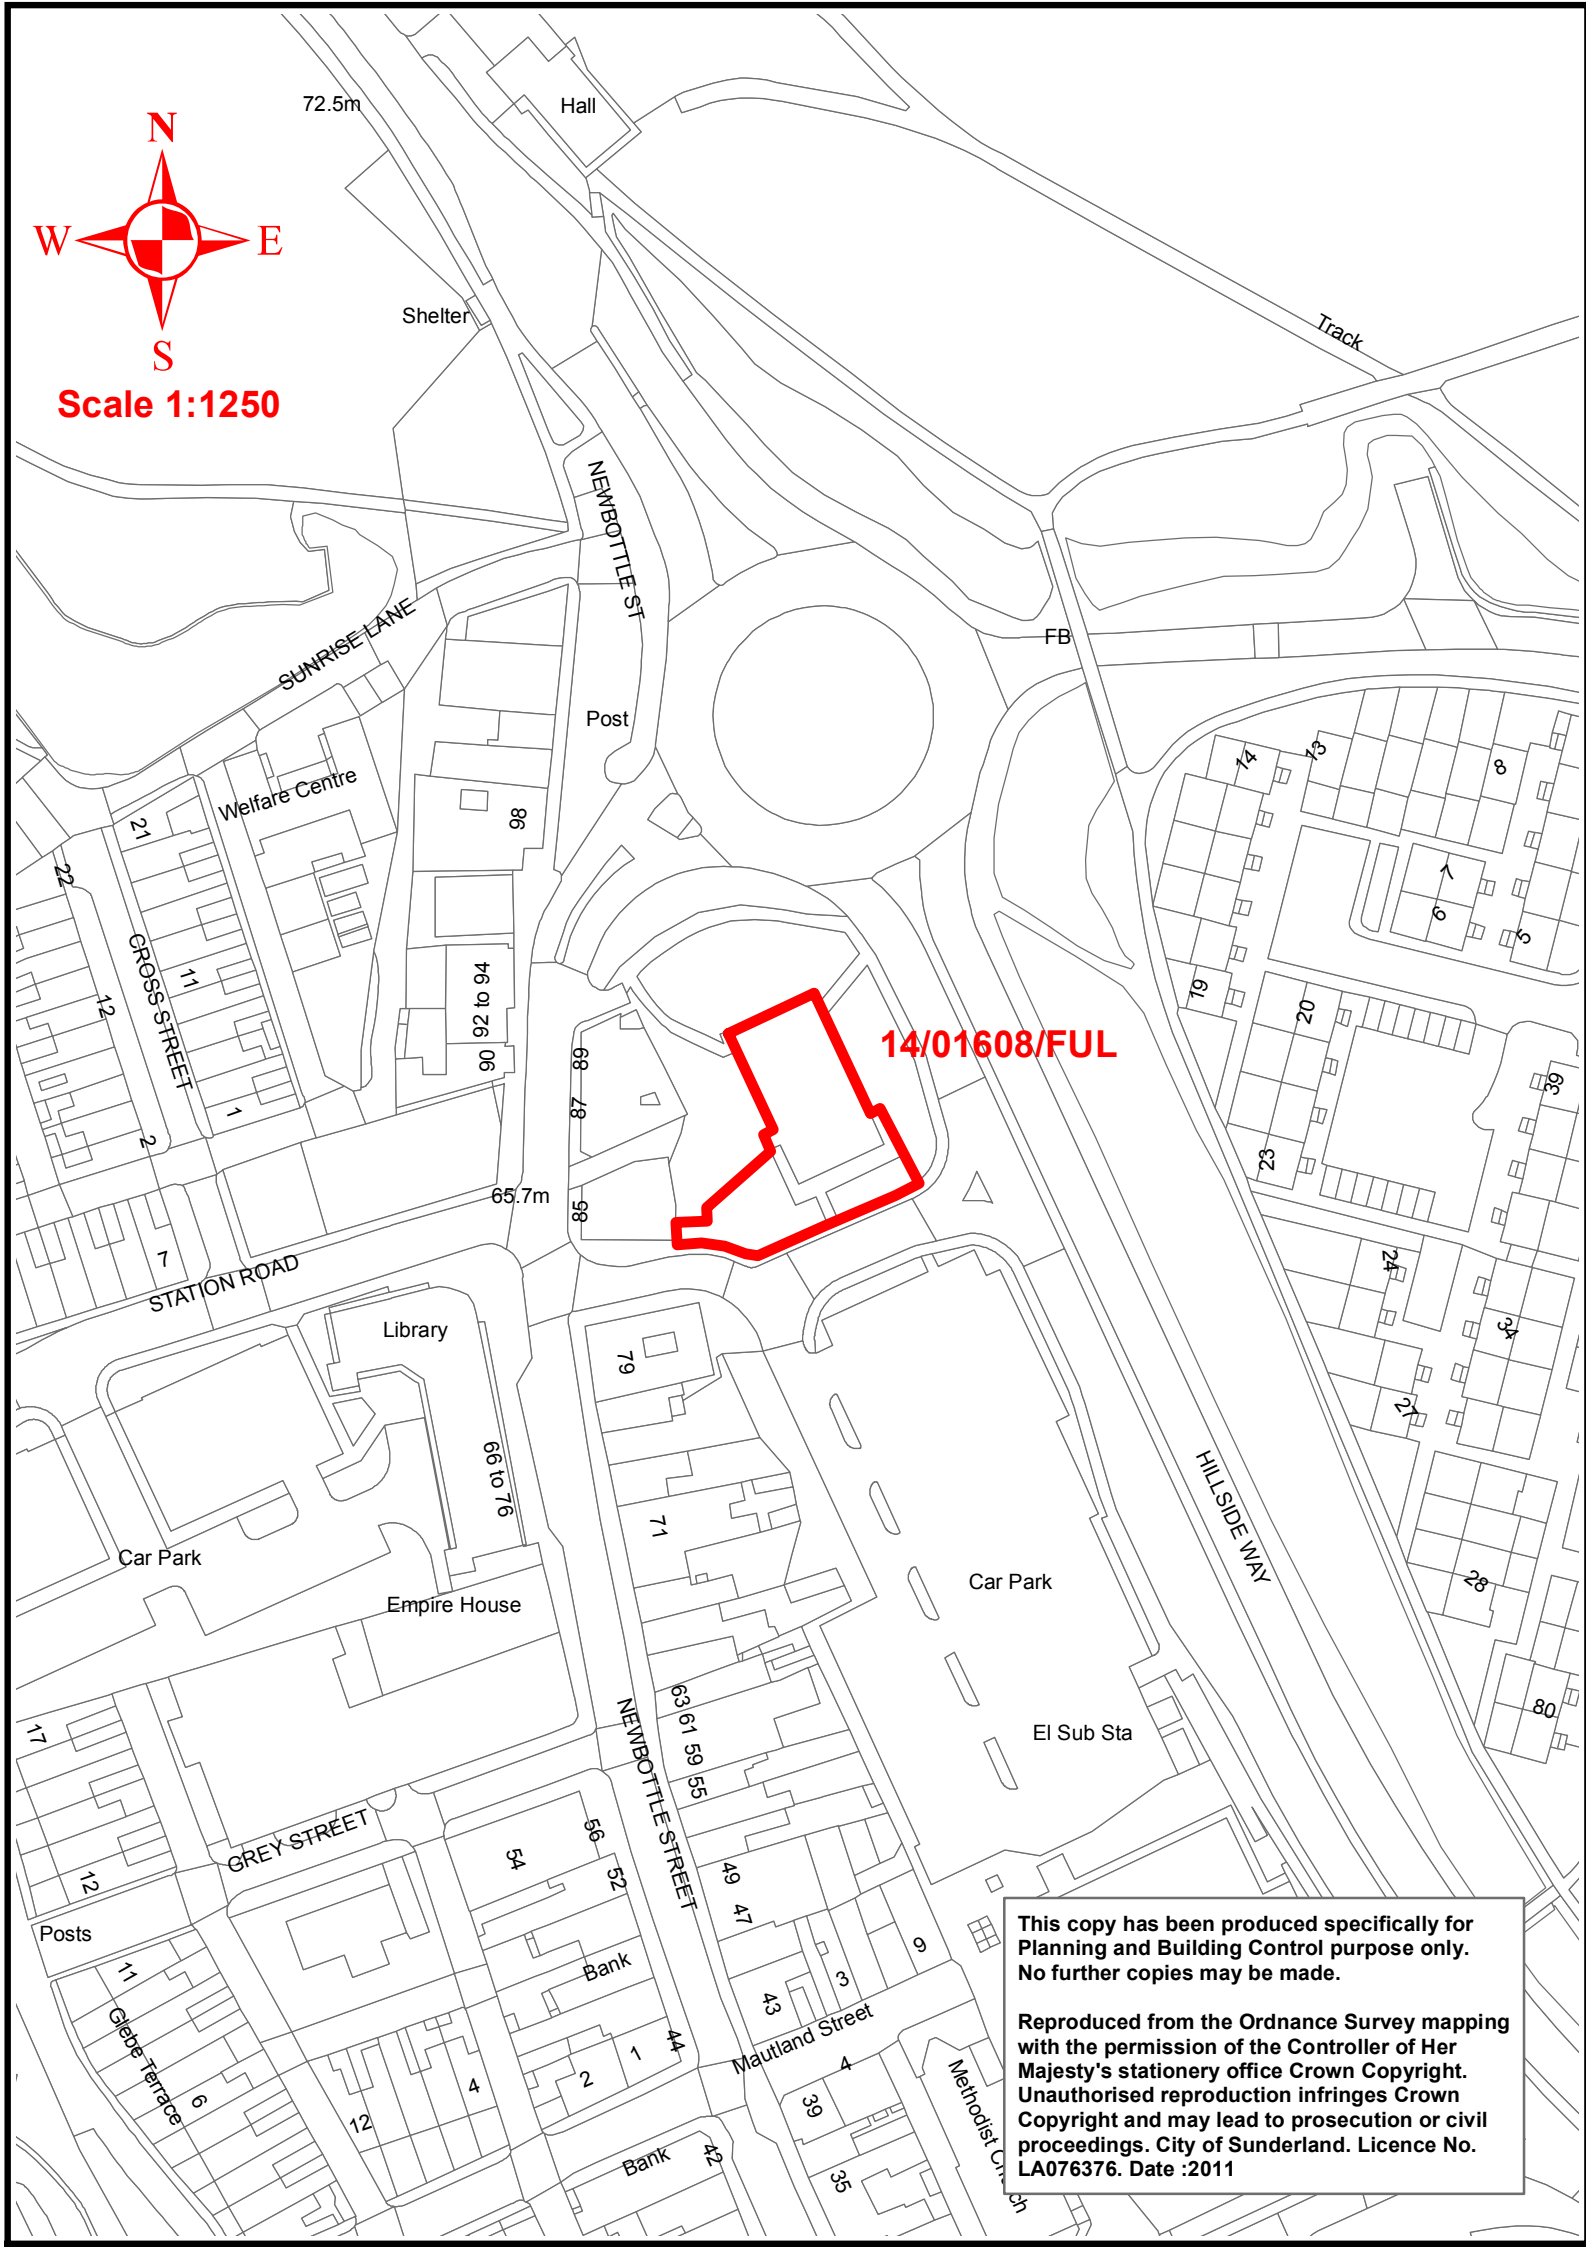 72.5m
Hall
N
W
E
S
Scale 1:1250
Shelter
Track
NEWBOTTLE ST
SUNRISE LANE
FB
Post
Welfare Centre
98
14
13
8
21
22
7
6
5
CROSS STREET
11
12
92 to 94
90
19
20
14/01608/FUL
89
87
39
1
2
23
65.7m
85
7
STATION ROAD
24
Library
34
79
27
66 to 76
71
HILLSIDE WAY
Car Park
Car Park
28
Empire House
63
61
59
55
NEWBOTTLE STREET
17
El Sub Sta
80
GREY STREET
56
54
52
49
47
12
Posts
11
Bank
9
3
43
Glebe Terrace
6
Mautland Street
44
1
2
4
12
4
39
Methodist Church
Bank
42
35
This copy has been produced specifically for
Planning and Building Control purpose only.
No further copies may be made.
Reproduced from the Ordnance Survey mapping
with the permission of the Controller of Her
Majesty's stationery office Crown Copyright.
Unauthorised reproduction infringes Crown
Copyright and may lead to prosecution or civil
proceedings. City of Sunderland. Licence No.
LA076376. Date :2011